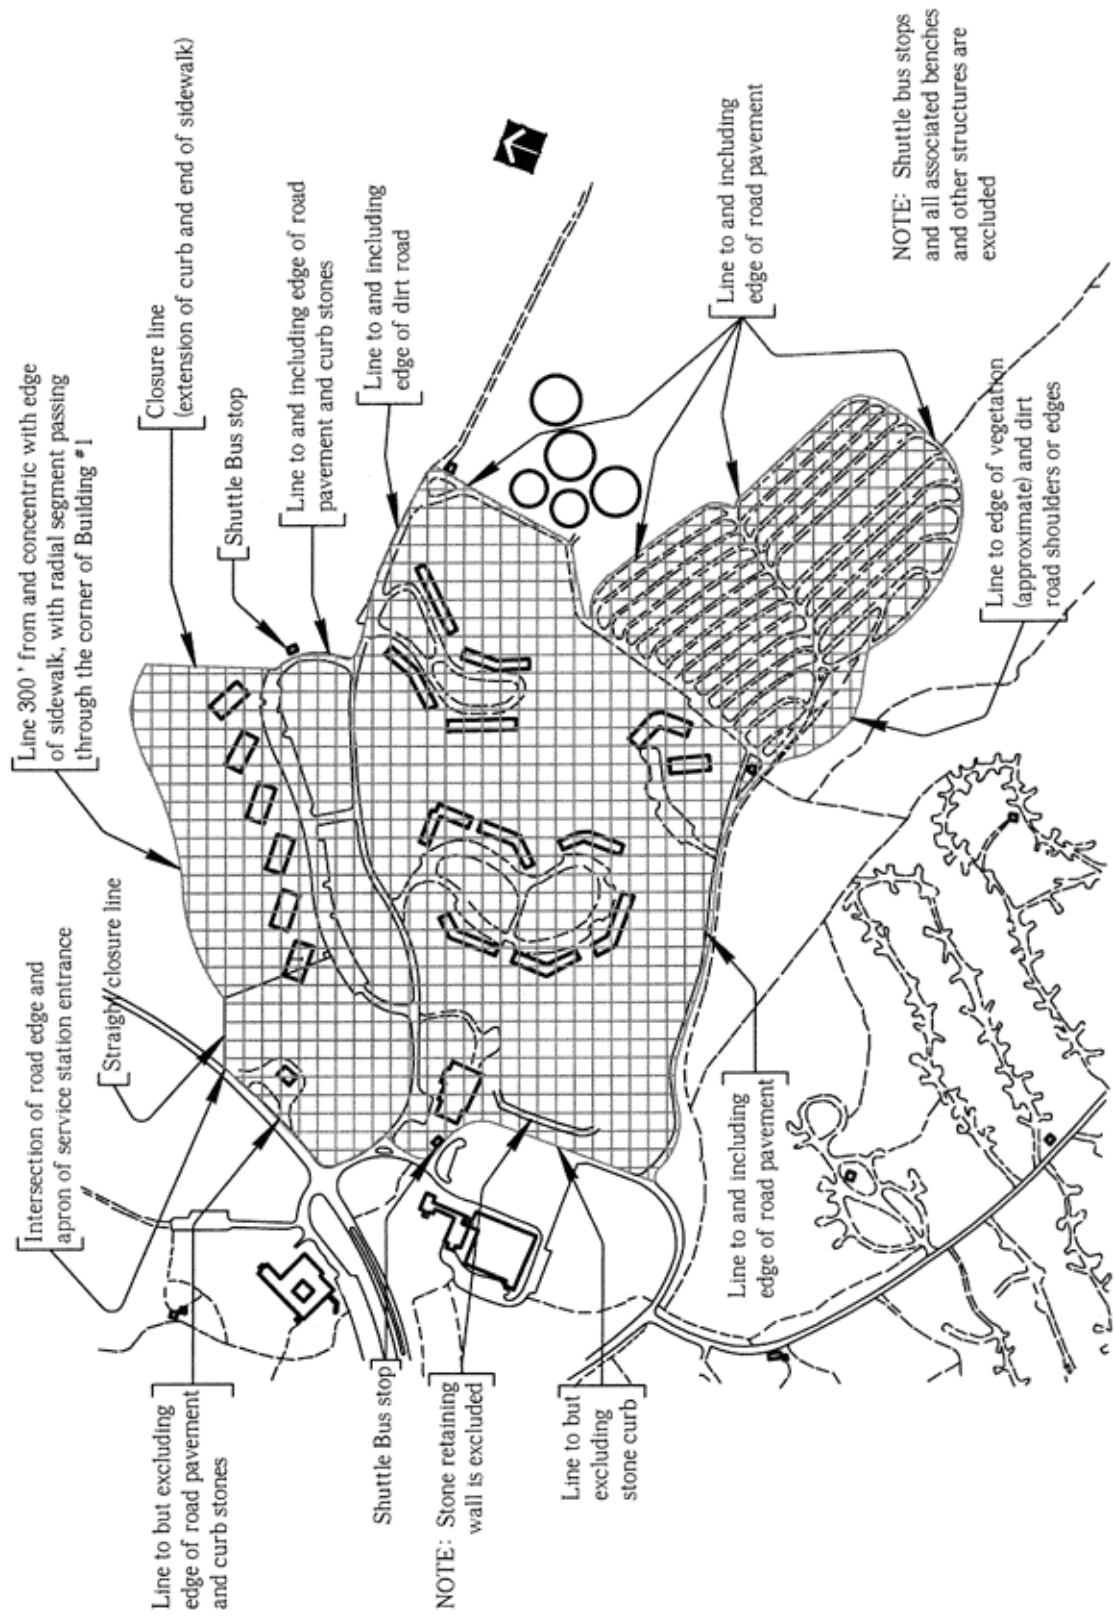 Line 300 ' from and concentric with edge
of sidewalk, with radial segment passing
through the corner of Building #1
Closure line
(extension of curb and end of sidewalk)
Shuttle Bus stop
Line to and including edge of road
pavement and curb stones
Line to and including
edge of dirt road
Line to and including
edge of road pavement
NOTE: Shuttle bus stops
and all associated benches
and other structures are
excluded
Line to edge of vegetation
(approximate) and dirt
road shoulders or edges
Straight closure line
Intersection of road edge and
apron of service station entrance
Line to but excluding
edge of road pavement
and curb stones
Shuttle Bus stop
NOTE: Stone retaining
wall is excluded
Line to but
excluding
stone curb
Line to and including
edge of road pavement